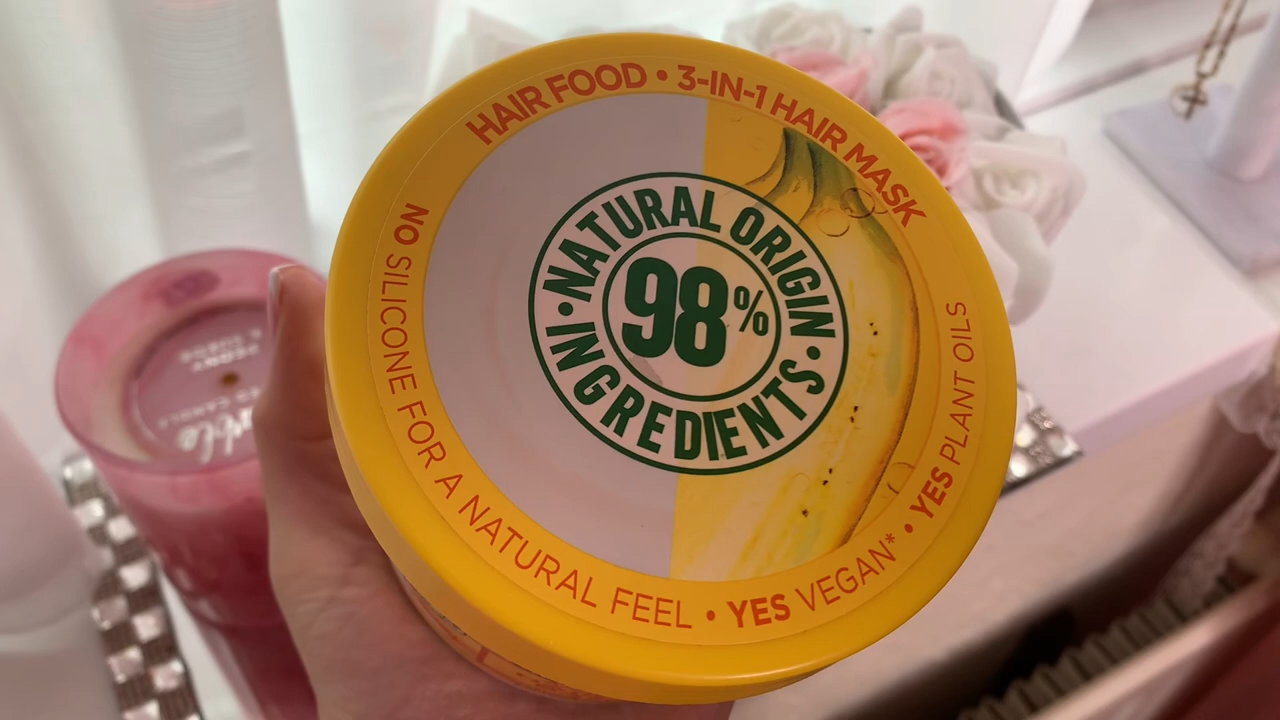 HAIR FOOD • 3-IN-1 HAIR MASK
NO SILICONE FOR A NATURAL FEEL • YES VEGAN* • YES PLANT OILS
• NATURAL ORIGIN •
98%
INGREDIENTS
PEONY